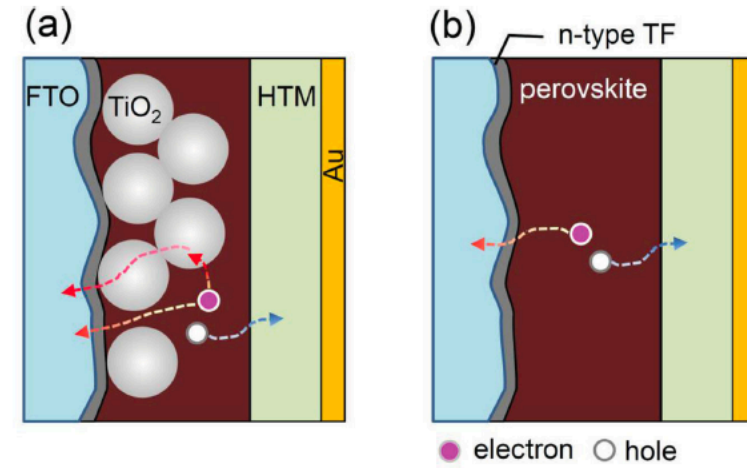 (a)
FTO
TiO₂
HTM
Au
(b)
n-type TF
perovskite
electron
hole